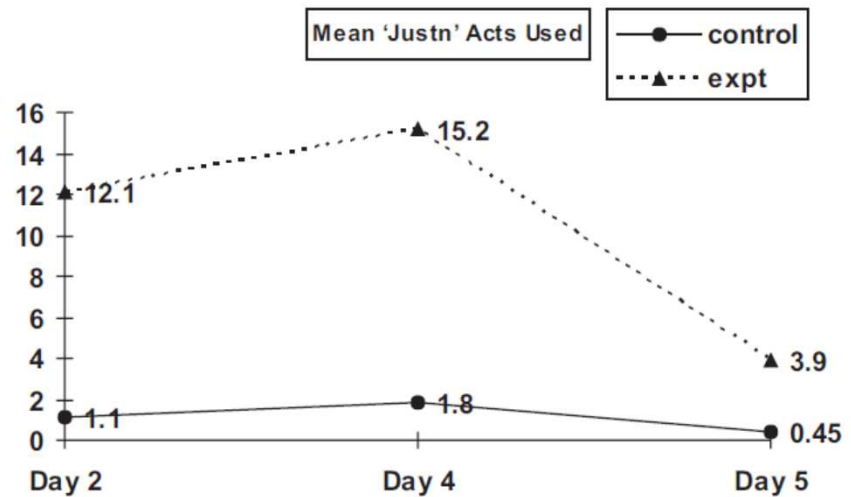 Mean ‘Justn’ Acts Used
control
expt
16
14
12
10
8
6
4
2
0
12.1
15.2
3.9
1.1
1.8
0.45
Day 2
Day 4
Day 5